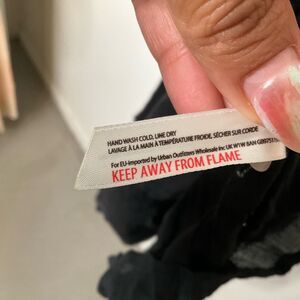 HAND WASH COLD, LINE DRY
LAVAGE À LA MAIN À TEMPÉRATURE FROIDE, SÉCHER SUR CORDE
For EU-imported by Urban Outfitters Wholesale Inc UK W1W 8AN
KEEP AWAY FROM FLAME